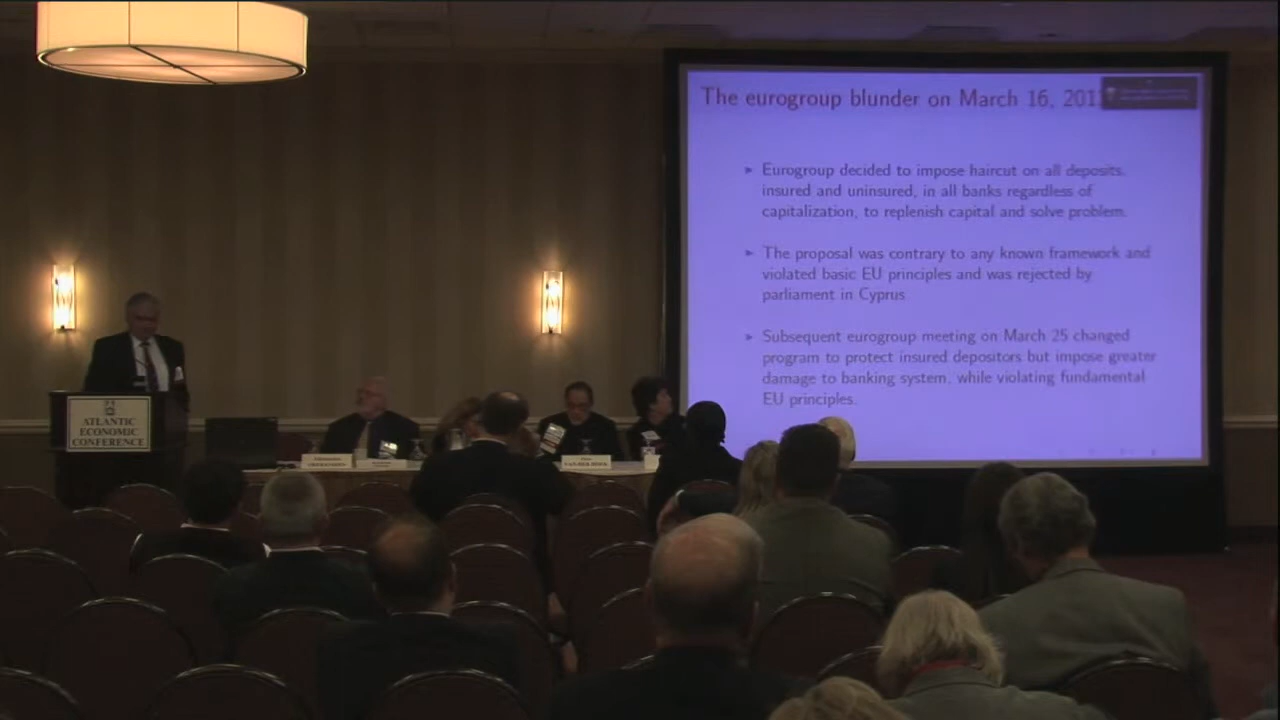 The eurogroup blunder on March 16, 201
► Eurogroup decided to impose haircut on all deposits,
insured and uninsured, in all banks regardless of
capitalization, to replenish capital and solve problem.
► The proposal was contrary to any known framework and
violated basic EU principles and was rejected by
parliament in Cyprus
► Subsequent eurogroup meeting on March 25 changed
program to protect insured depositors but impose greater
damage to banking system, while violating fundamental
EU principles.
ATLANTIC
ECONOMIC
CONFERENCE